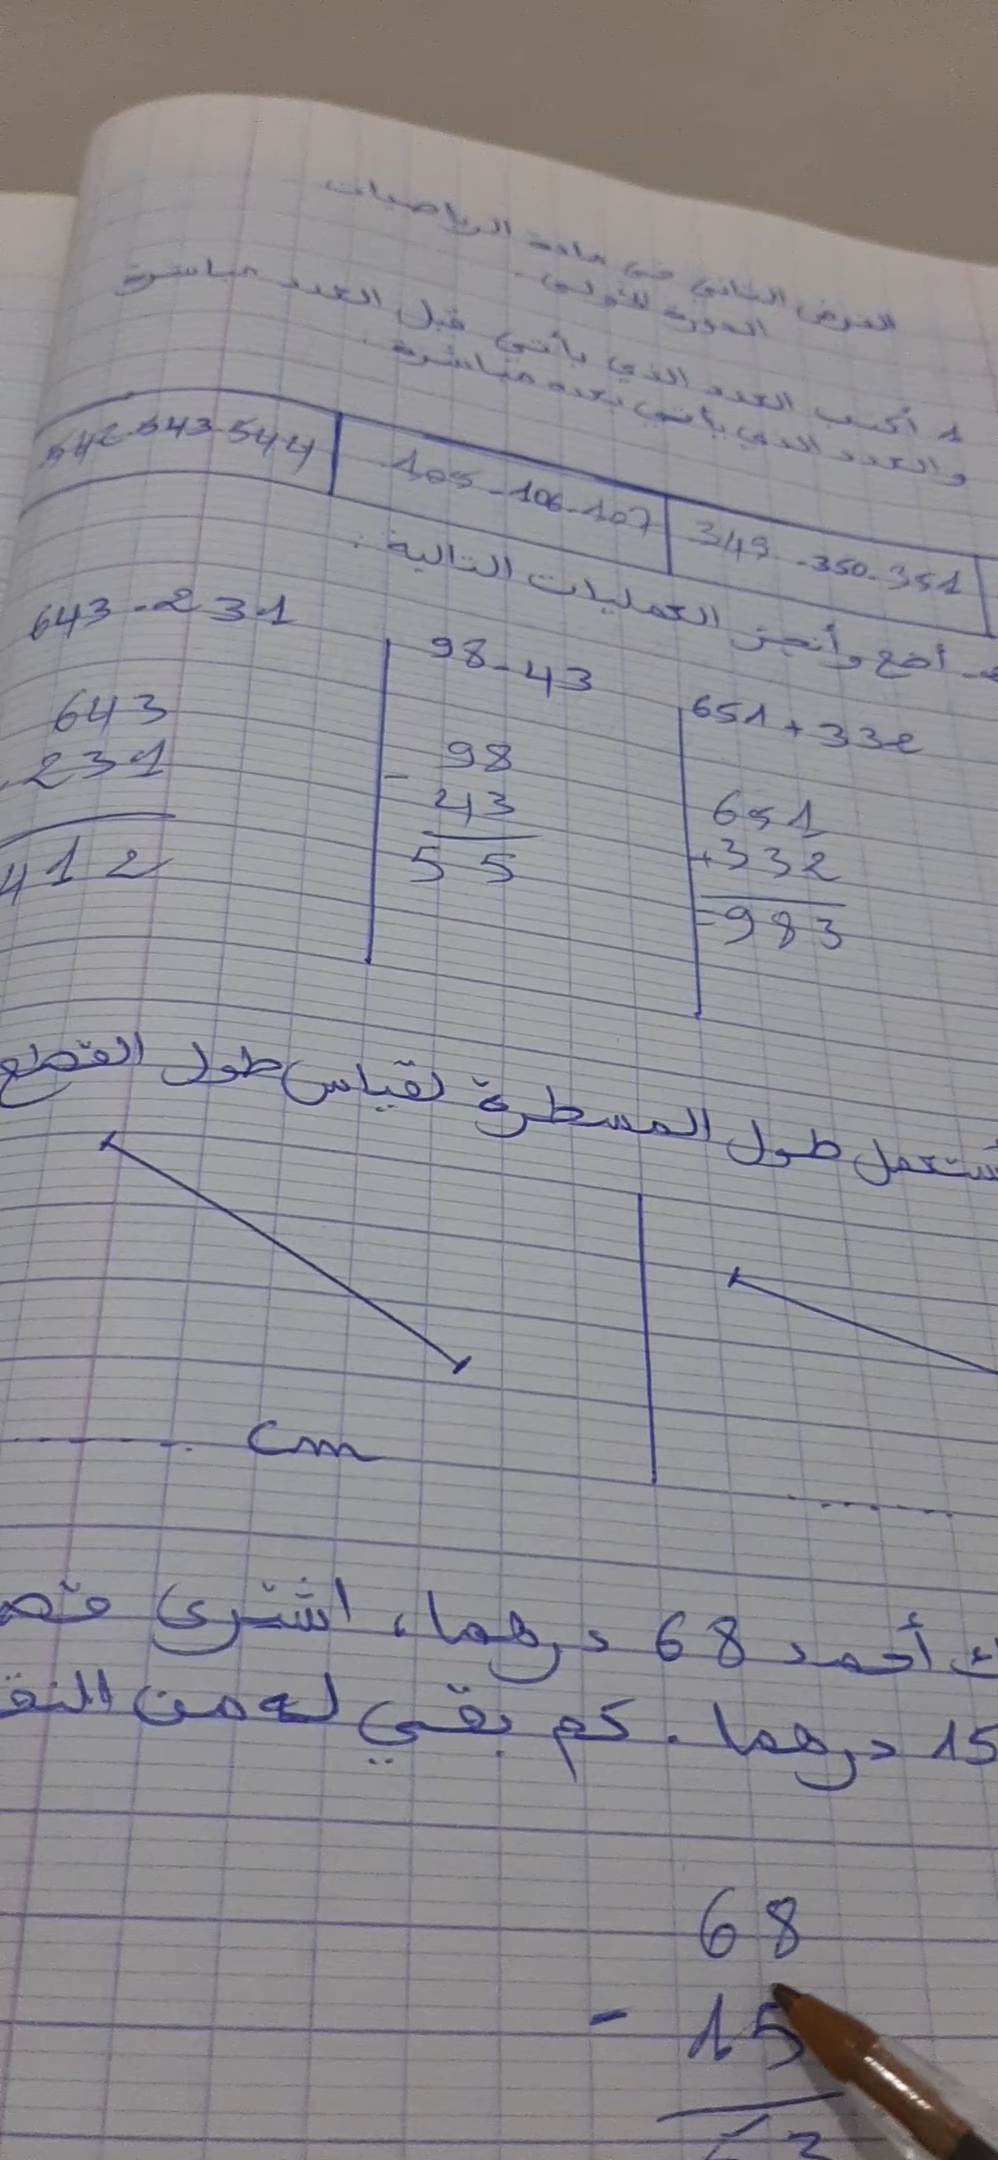 الفرض الثاني في مادة الرياضيات
الدورة الأولى
1 أكتب العدد الذي يأتي قبل العدد مباشرة
والعدد الذي يأتي بعده مباشرة.
542-543-544 105-106-107 349-350-351
أضع وأنجز العمليات التالية :
643-231 98-43 651+332
643 98 651
231 - 43 +332
412 55 =983
طول المسطرة لقياس طول القطع
cm
أحمد 68 درهما، اشترى
15 درهما. كم بقي له من
68
- 15